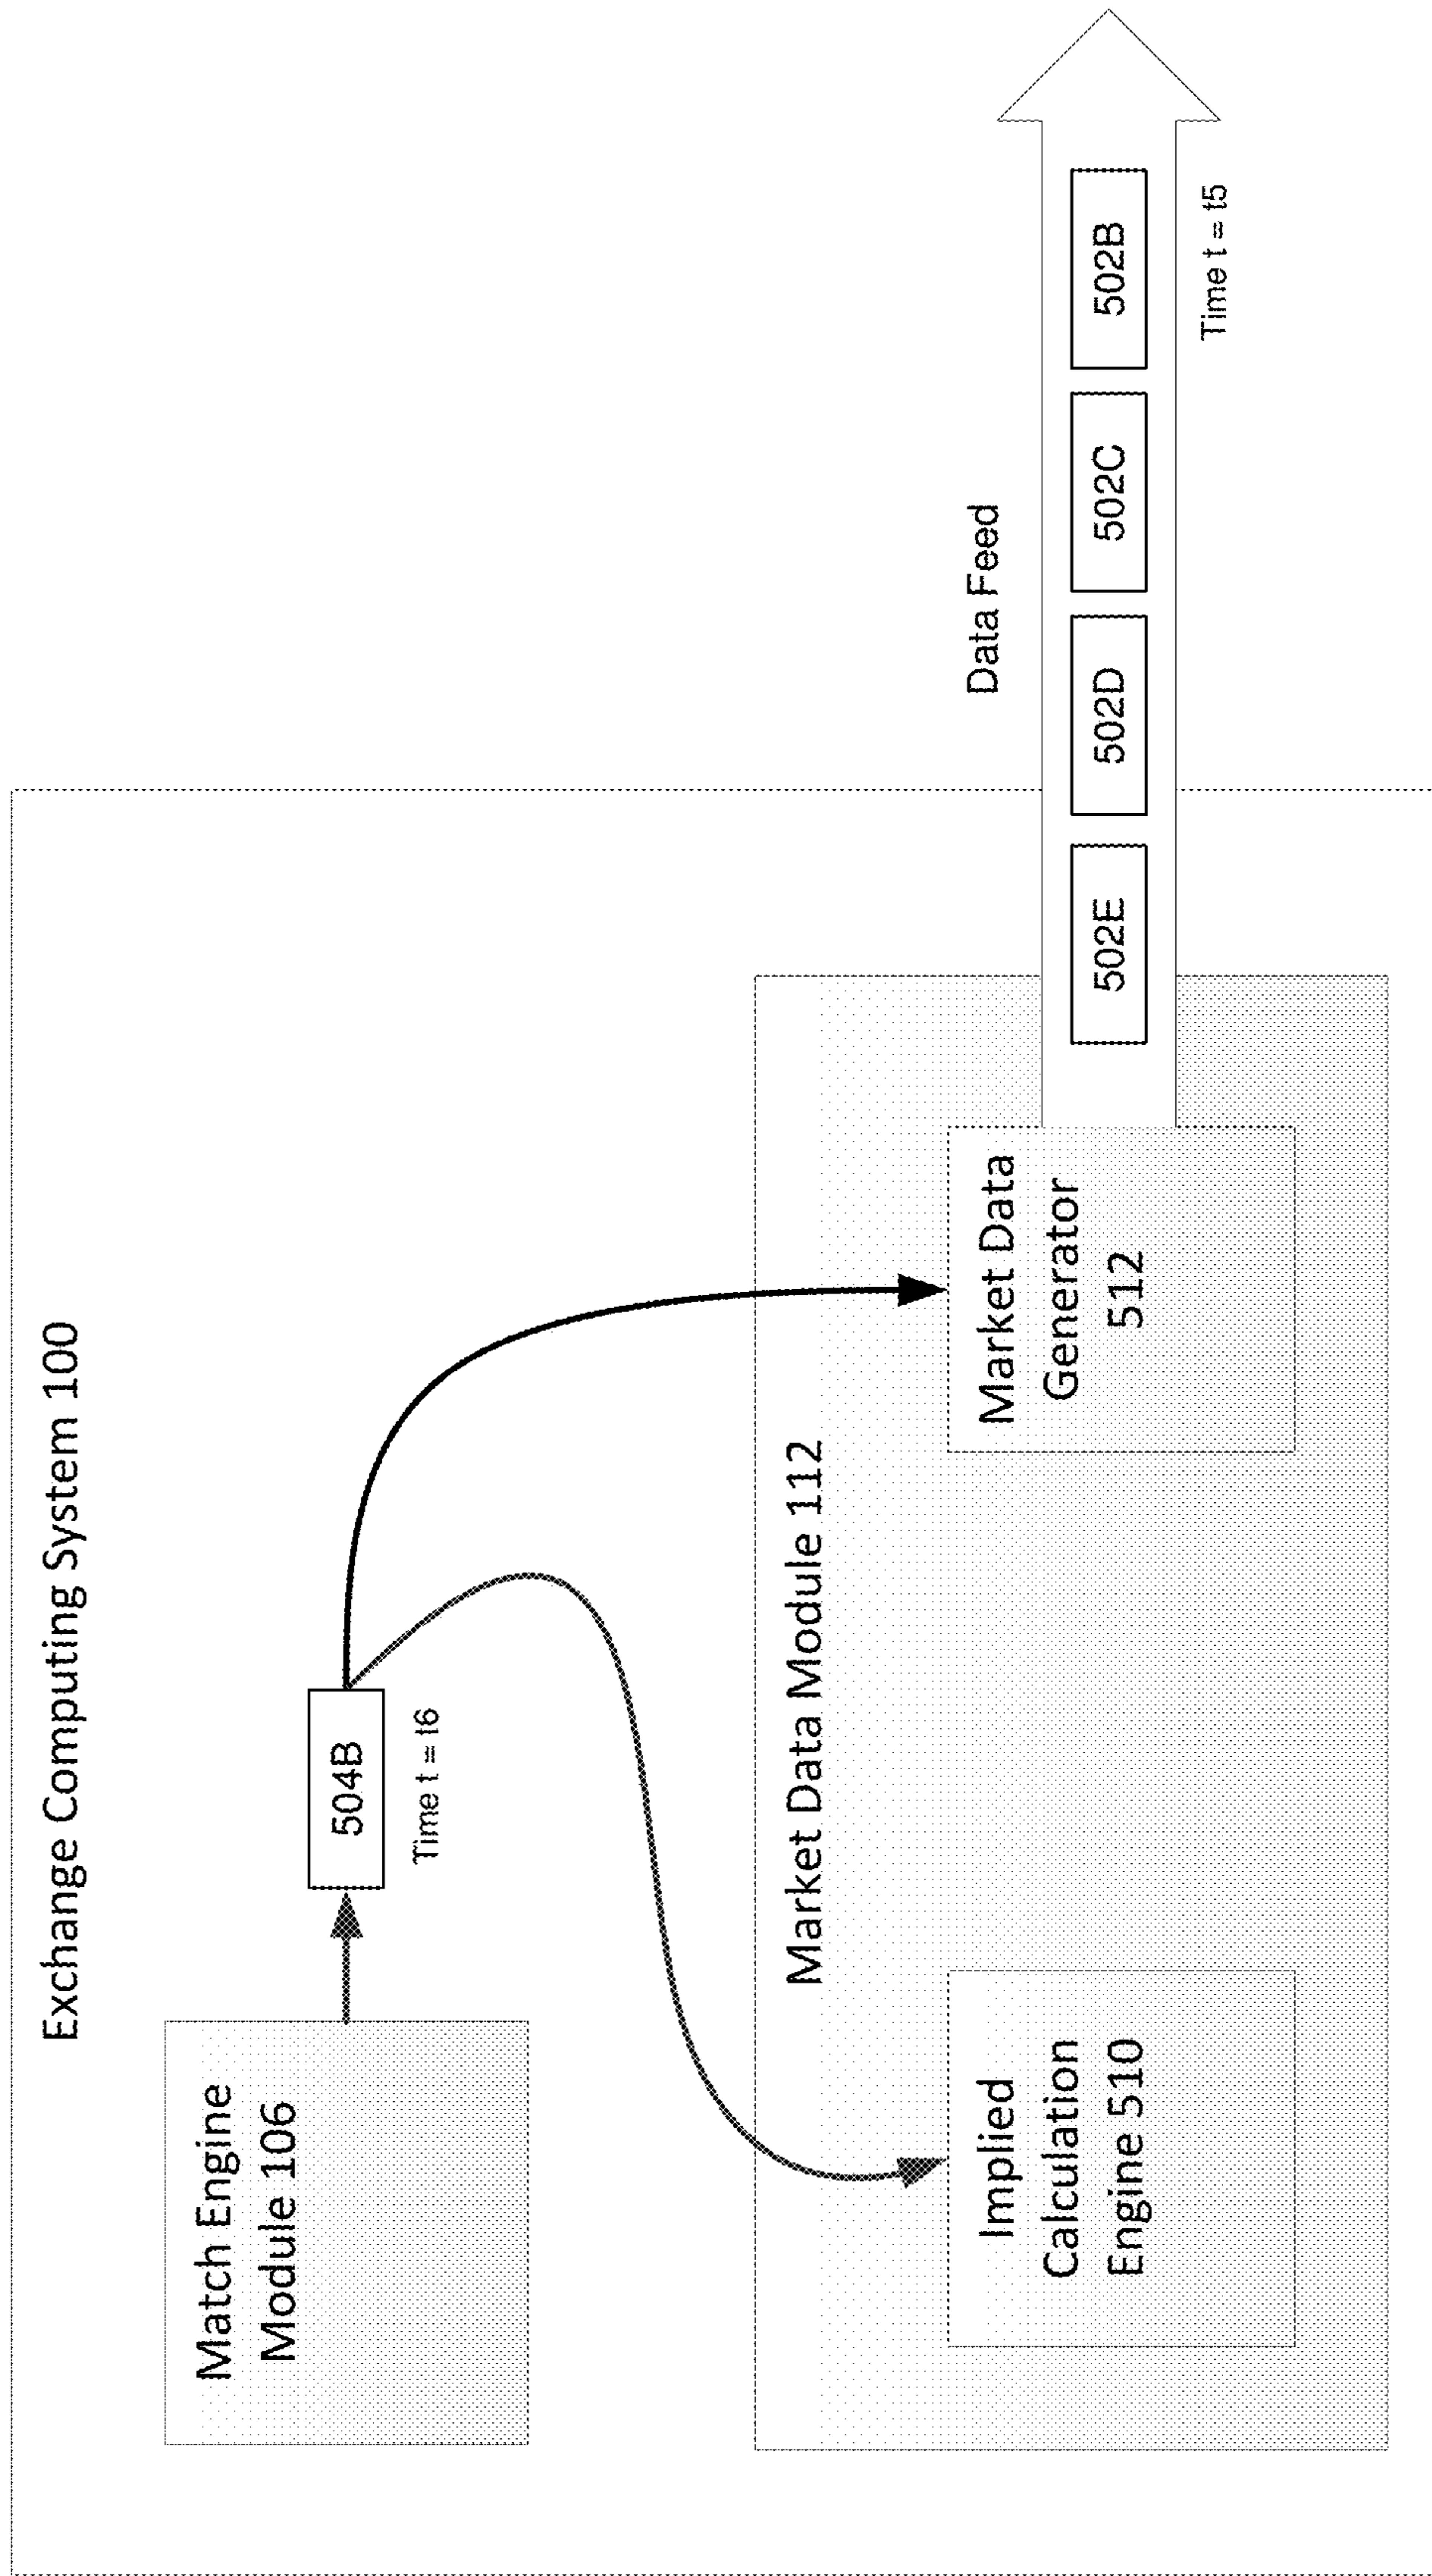 Exchange Computing System 100
Match Engine
Module 106
504B
Time t = t6
Market Data Module 112
Implied
Calculation
Engine 510
Market Data
Generator
512
Data Feed
502E
502D
502C
502B
Time t = t5